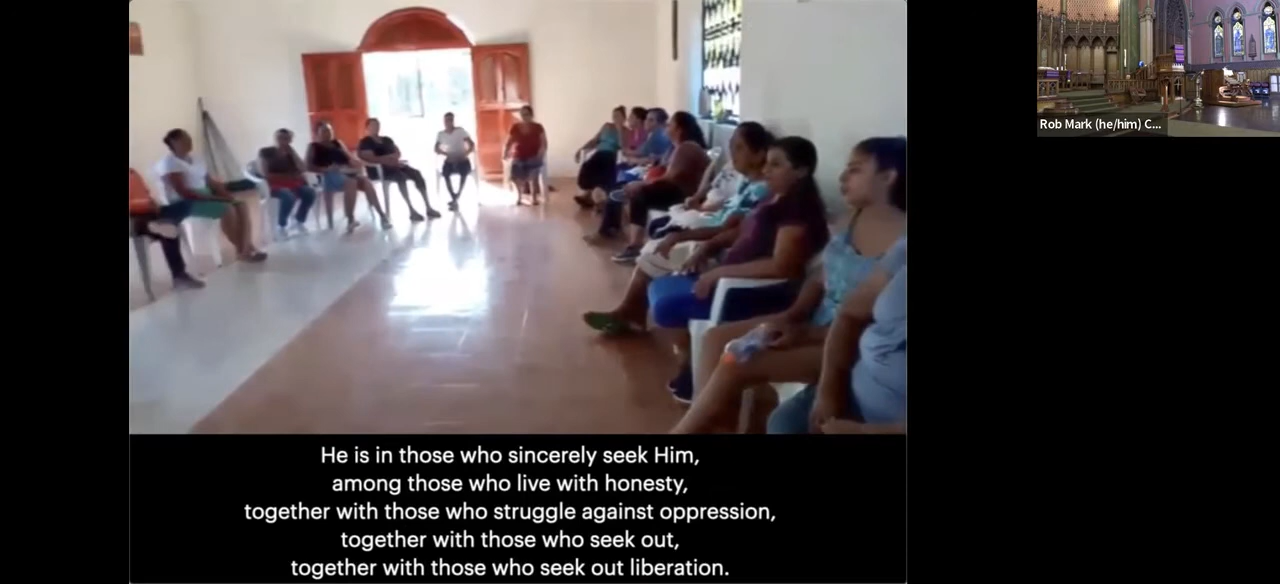 He is in those who sincerely seek Him,
among those who live with honesty,
together with those who struggle against oppression,
together with those who seek out,
together with those who seek out liberation.
Rob Mark (he/him) C...